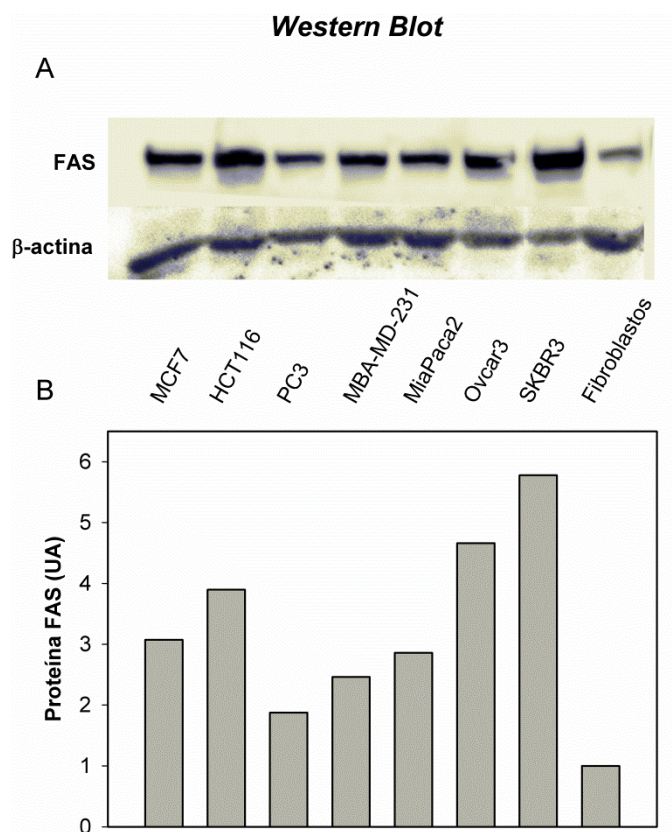 Western Blot
A
FAS
β-actina
MCF7
HCT116
PC3
MBA-MD-231
MiaPaca2
Ovcar3
SKBR3
Fibroblastos
B
Proteína FAS (UA)
6
5
4
3
2
1
0